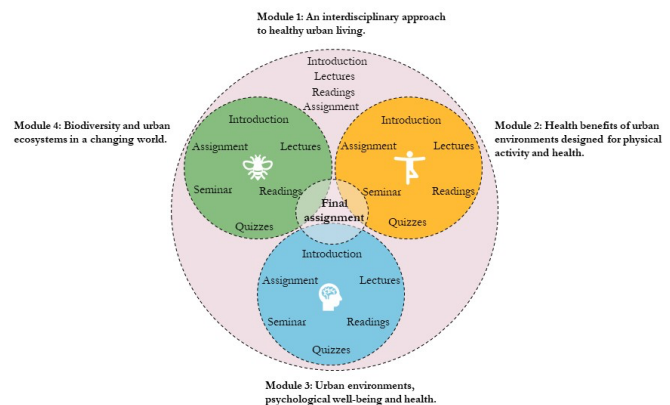 Module 1: An interdisciplinary approach
to healthy urban living.
Introduction
Lectures
Readings
Assignment
Module 4: Biodiversity and urban
ecosystems in a changing world.
Introduction
Assignment
Lectures
Seminar
Readings
Quizzes
Module 2: Health benefits of urban
environments designed for physical
activity and health.
Introduction
Assignment
Lectures
Seminar
Readings
Quizzes
Final
assignment
Introduction
Assignment
Lectures
Seminar
Readings
Quizzes
Module 3: Urban environments,
psychological well-being and health.